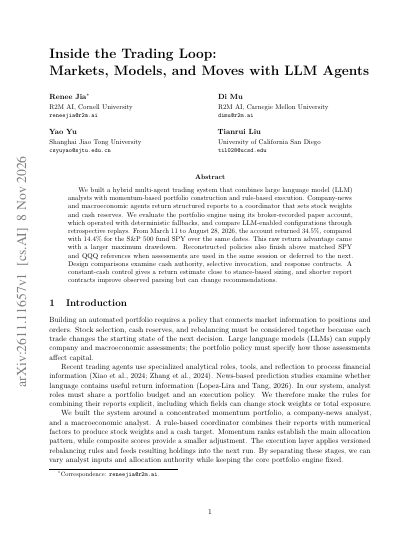 Inside the Trading Loop:
Markets, Models, and Moves with LLM Agents
Renee Jia*
R2M AI, Cornell University
reneejia@r2m.ai
Di Mu
R2M AI, Carnegie Mellon University
dimu@r2m.ai
Yao Yu
Shanghai Jiao Tong University
csyuyao@sjtu.edu.cn
Tianrui Liu
University of California San Diego
til028@ucsd.edu
Abstract
We built a hybrid multi-agent trading system that combines large language model (LLM)
analysts with momentum-based portfolio construction and rule-based execution. Company-news
and macroeconomic agents return structured reports to a coordinator that sets stock weights
and cash reserves. We evaluate the portfolio engine using its broker-recorded paper account,
which operated with deterministic fallbacks, and compare LLM-enabled configurations through
retrospective replays. From March 11 to August 28, 2026, the account returned 34.5%, compared
with 14.4% for the S&P 500 fund SPY over the same dates. This raw return advantage came
with a larger maximum drawdown. Reconstructed policies also finish above matched SPY
and QQQ references when assessments are used in the same session or deferred to the next.
Design comparisons examine cash authority, selective invocation, and response contracts. A
constant-cash control gives a return estimate close to stance-based sizing, and shorter report
contracts improve observed parsing but can change recommendations.
1 Introduction
Building an automated portfolio requires a policy that connects market information to positions and
orders. Stock selection, cash reserves, and rebalancing must be considered together because each
trade changes the starting state of the next decision. Large language models (LLMs) can supply
company and macroeconomic assessments; the portfolio policy must specify how those assessments
affect capital.
Recent trading agents use specialized analytical roles, tools, and reflection to process financial
information (Xiao et al., 2024; Zhang et al., 2024). News-based prediction studies examine whether
language contains useful return information (Lopez-Lira and Tang, 2026). In our system, analyst
roles must share a portfolio budget and an execution policy. We therefore make the rules for
combining their reports explicit, including which fields can change stock weights or total exposure.
We built the system around a concentrated momentum portfolio, a company-news analyst,
and a macroeconomic analyst. A rule-based coordinator combines their reports with numerical
factors to produce stock weights and a cash target. Momentum ranks establish the main allocation
pattern, while composite scores provide a smaller adjustment. The execution layer applies versioned
rebalancing rules and feeds resulting holdings into the next run. By separating these stages, we can
vary analyst inputs and allocation authority while keeping the core portfolio engine fixed.
*Correspondence: reneejia@r2m.ai
1
arXiv:2611.11657v1 [cs.AI] 8 Nov 2026